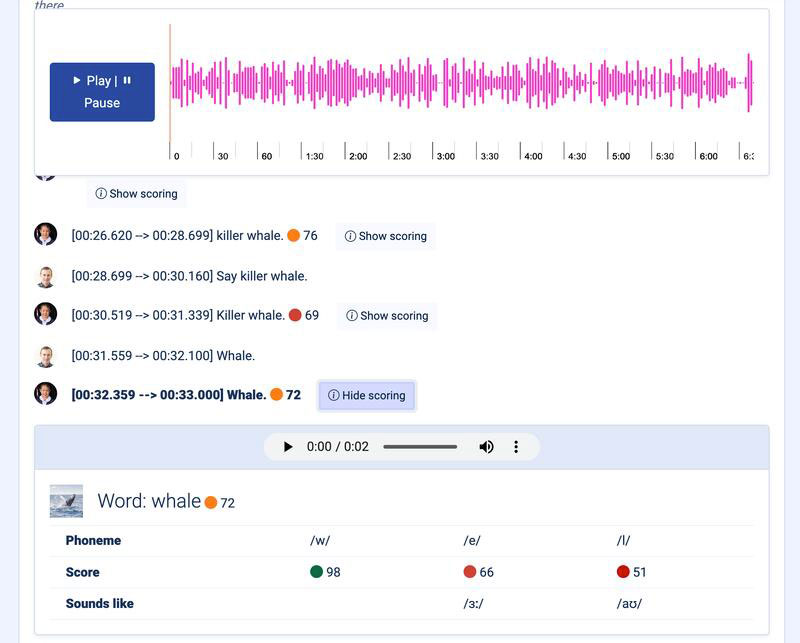 there.
Play |
Pause
0 30 60 1:30 2:00 2:30 3:00 3:30 4:00 4:30 5:00 5:30 6:00
Show scoring
[00:26.620 --> 00:28.699] killer whale. 76 Show scoring
[00:28.699 --> 00:30.160] Say killer whale.
[00:30.519 --> 00:31.339] Killer whale. 69 Show scoring
[00:31.559 --> 00:32.100] Whale.
[00:32.359 --> 00:33.000] Whale. 72 Hide scoring
0:00 / 0:02
Word: whale 72
Phoneme /w/ /e/ /l/
Score 98 66 51
Sounds like /ɜː/ /aʊ/